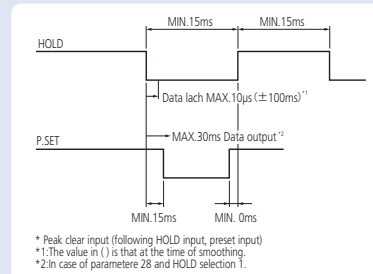 MIN.15ms MIN.15ms
HOLD
Data lach MAX.10μs(±100ms)*1
MAX.30ms Data output*2
P.SET
MIN.15ms MIN. 0ms
* Peak clear input (following HOLD input, preset input)
*1:The value in ( ) is that at the time of smoothing.
*2:In case of parametere 28 and HOLD selection 1.